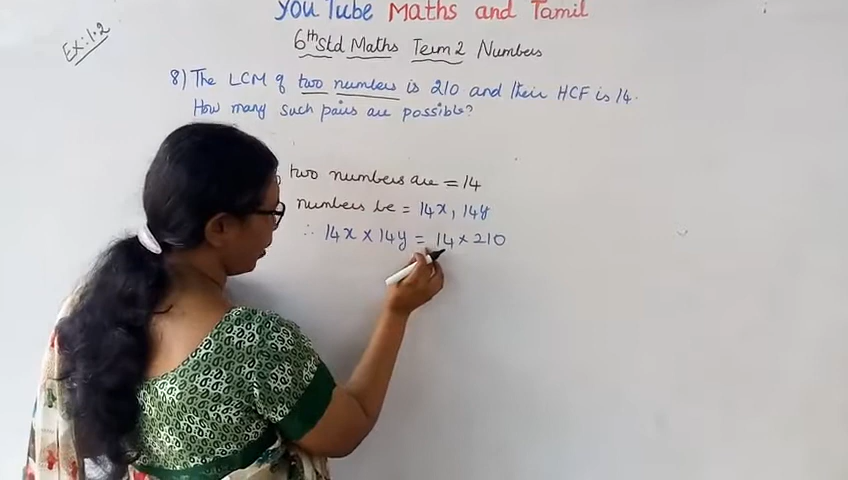 YouTube Maths and Tamil
Ex:1.2
6th Std Maths Term 2 Numbers
8) The LCM of two numbers is 210 and their HCF is 14.
How many such pairs are possible?
two numbers are = 14
numbers be = 14x, 14y
∴ 14x × 14y = 14 × 210